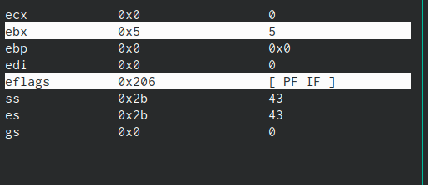 ecx 0x0 0
ebx 0x5 5
ebp 0x0 0x0
edi 0x0 0
eflags 0x206 [ PF IF ]
ss 0x2b 43
es 0x2b 43
gs 0x0 0